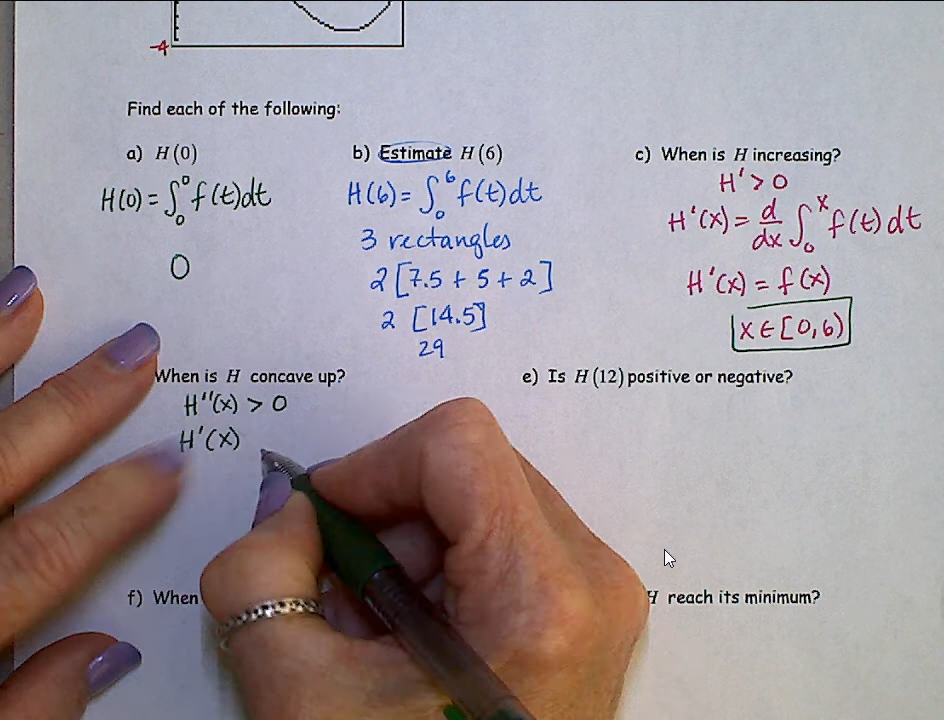 -4
Find each of the following:
a) H(0)
H(0) = ∫₀⁰ f(t)dt
0
b) Estimate H(6)
H(6) = ∫₀⁶ f(t)dt
3 rectangles
2[7.5 + 5 + 2]
2 [14.5]
29
c) When is H increasing?
H' > 0
H'(x) = d/dx ∫₀ˣ f(t)dt
H'(x) = f(x)
x ∈ [0,6)
When is H concave up?
H''(x) > 0
H'(x)
e) Is H(12) positive or negative?
f) When
H reach its minimum?